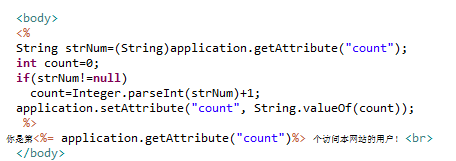 <body>
<%
String strNum=(String)application.getAttribute("count");
int count=0;
if(strNum!=null)
  count=Integer.parseInt(strNum)+1;
application.setAttribute("count", String.valueOf(count));
 %>
你是第<%= application.getAttribute("count")%> 个访问本网站的用户! <br>
</body>